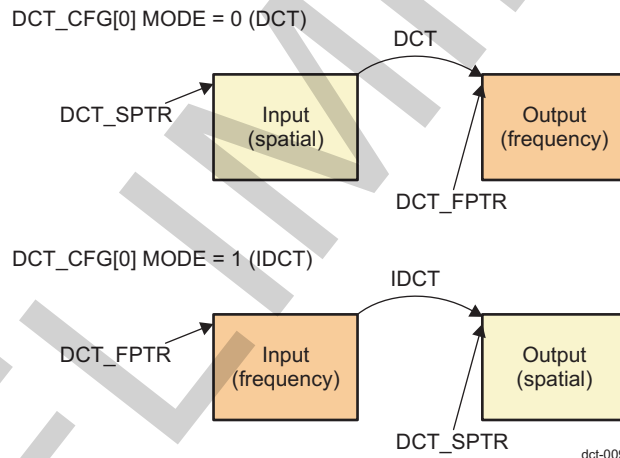 DCT_CFG[0] MODE = 0 (DCT)
DCT
DCT_SPTR
Input
(spatial)
Output
(frequency)
DCT_FPTR
DCT_CFG[0] MODE = 1 (IDCT)
IDCT
DCT_FPTR
Input
(frequency)
Output
(spatial)
DCT_SPTR